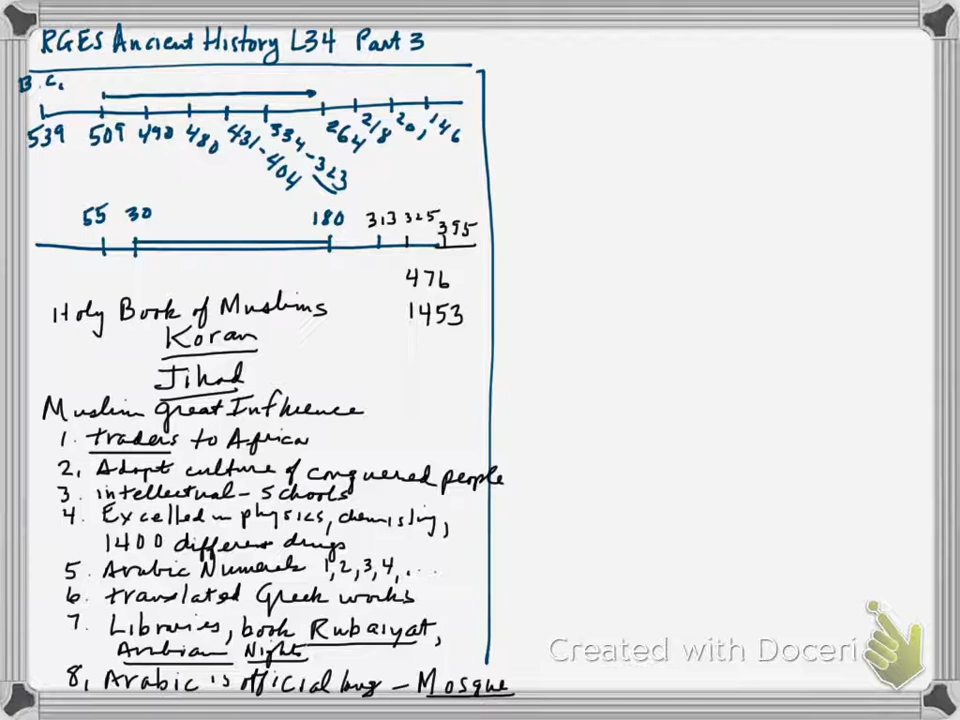 RGES Ancient History L34 Part 3
B.C.
539 509 490 480 431-404 334-323 264 218 201 146
55 30 180 313 325 395
476
1453
Holy Book of Muslims
Koran
Jihad
Muslim great Influence
1. traders to Africa
2. Adopt culture of conquered people
3. intellectual - schools
4. Excelled in physics, chemistry,
1400 different drugs
5. Arabic Numerals 1, 2, 3, 4, . . .
6. translated Greek works
7. Libraries, book Rubaiyat,
Arabian Nights
8. Arabic is official lang - Mosque
Created with Doceri